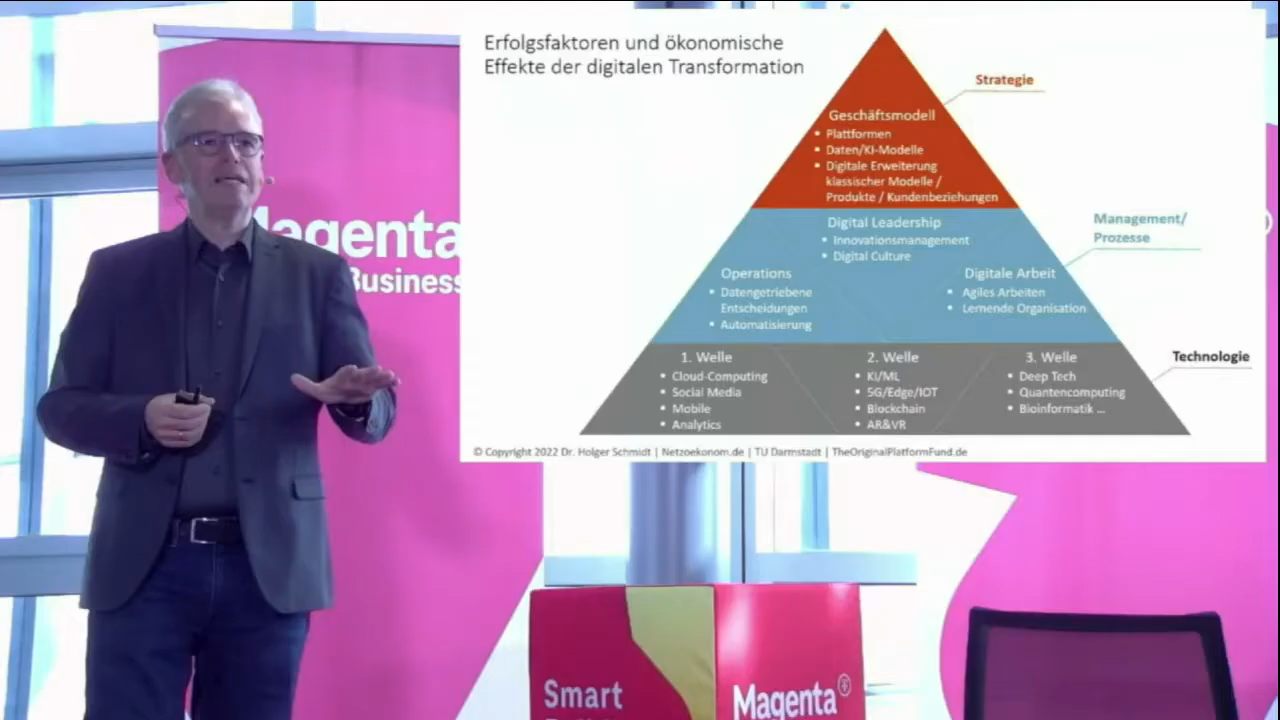 Erfolgsfaktoren und ökonomische
Effekte der digitalen Transformation
Strategie
Geschäftsmodell
▪ Plattformen
▪ Daten/KI-Modelle
▪ Digitale Erweiterung
klassischer Modelle /
Produkte / Kundenbeziehungen
Management/
Prozesse
Digital Leadership
▪ Innovationsmanagement
▪ Digital Culture
Operations
▪ Datengetriebene
Entscheidungen
▪ Automatisierung
Digitale Arbeit
▪ Agiles Arbeiten
▪ Lernende Organisation
Technologie
1. Welle
▪ Cloud-Computing
▪ Social Media
▪ Mobile
▪ Analytics
2. Welle
▪ KI/ML
▪ 5G/Edge/IOT
▪ Blockchain
▪ AR&VR
3. Welle
▪ Deep Tech
▪ Quantencomputing
▪ Bioinformatik ...
© Copyright 2022 Dr. Holger Schmidt | Netzoekonom.de | TU Darmstadt | TheOriginalPlatformFund.de
Magenta
Business
Smart
Magenta®